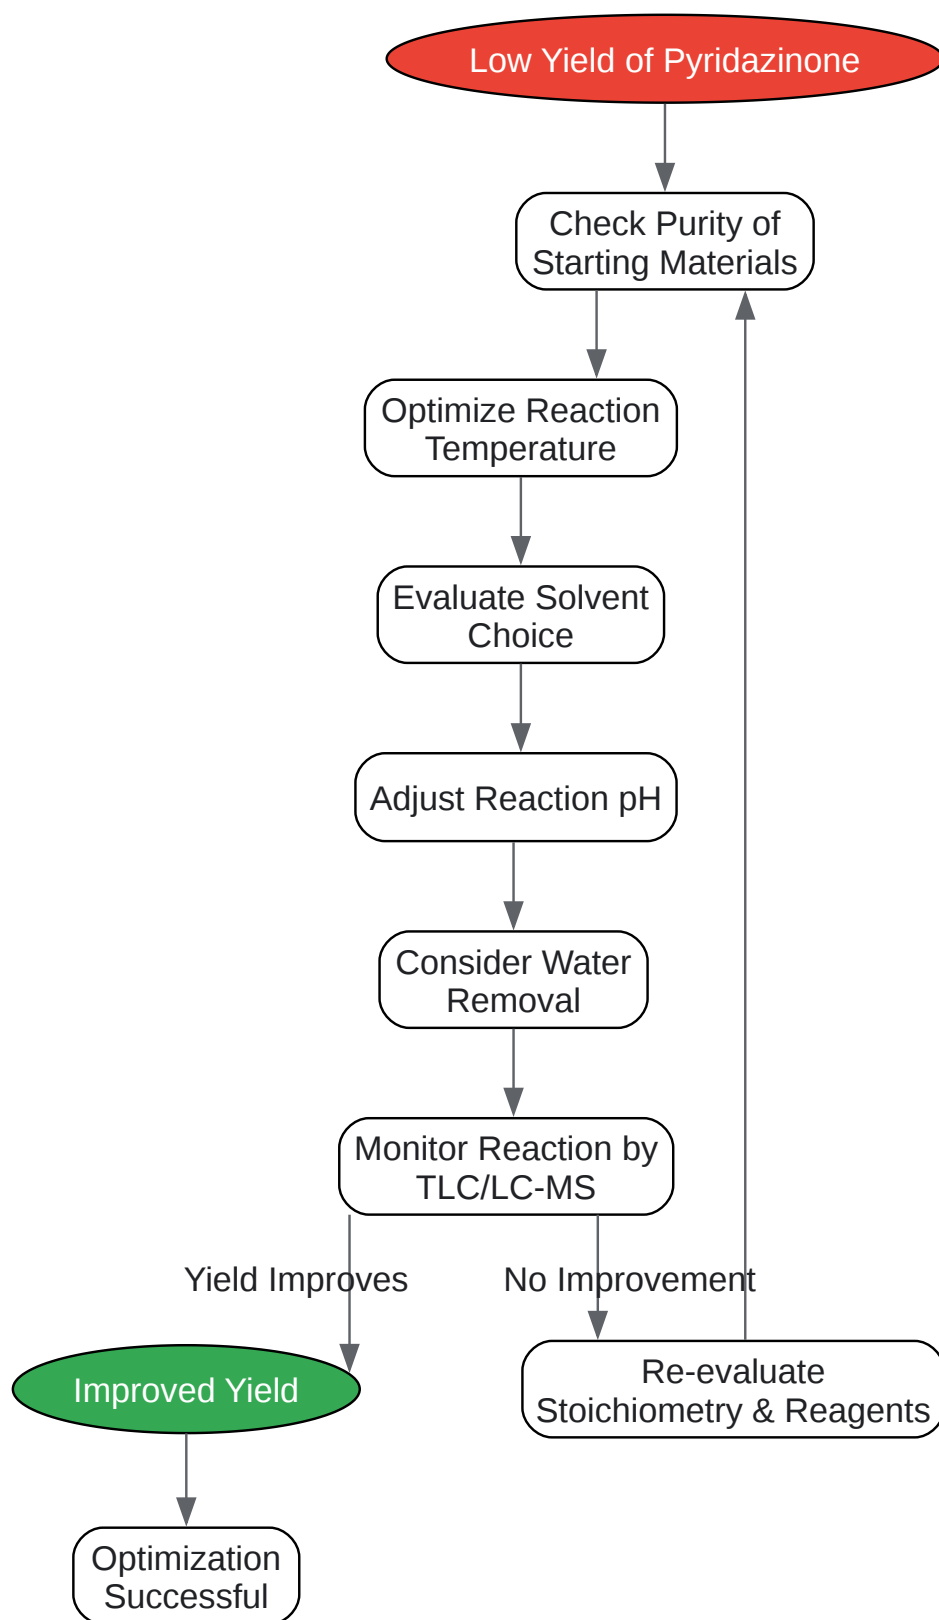 Low Yield of Pyridazinone
Check Purity of
Starting Materials
Optimize Reaction
Temperature
Evaluate Solvent
Choice
Adjust Reaction pH
Consider Water
Removal
Monitor Reaction by
TLC/LC-MS
Yield Improves
No Improvement
Improved Yield
Re-evaluate
Stoichiometry & Reagents
Optimization
Successful